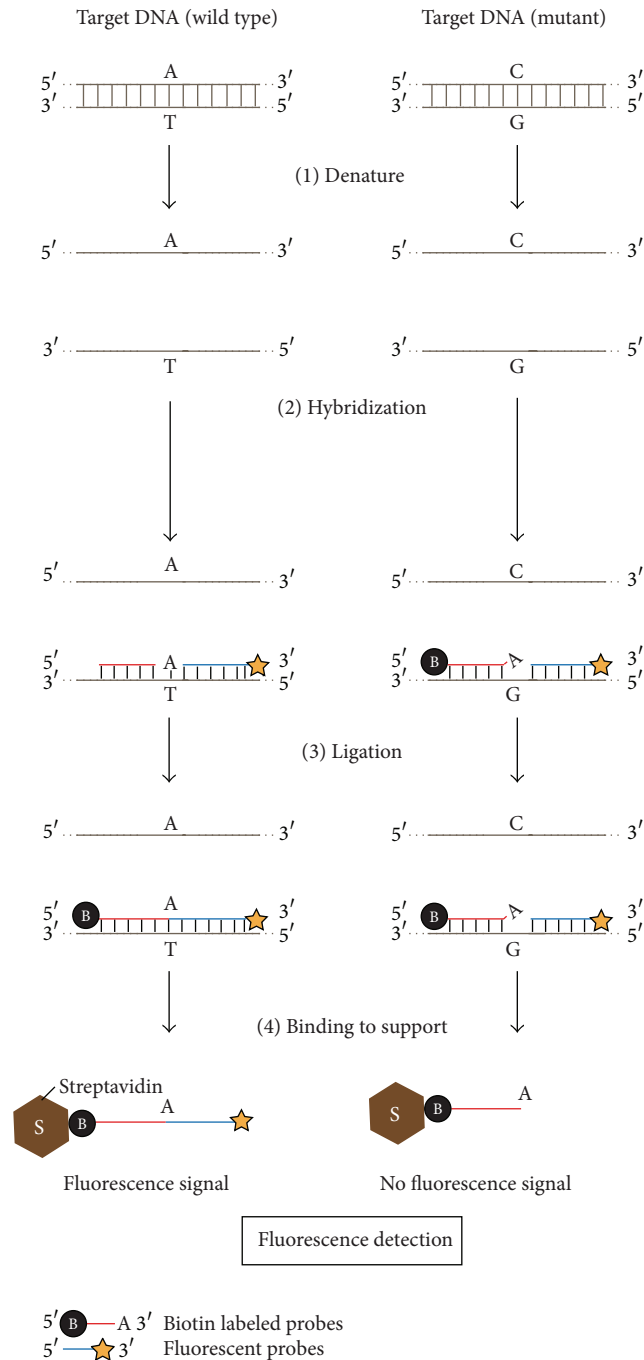 Target DNA (wild type) Target DNA (mutant)
A C
5′ 3′ 5′ 3′
3′ 5′ 3′ 5′
T G
(1) Denature
A C
5′ 3′ 5′ 3′
3′ 5′ 3′ 5′
T G
(2) Hybridization
A C
5′ 3′ 5′ 3′
5′ A 3′ 5′ B A 3′
3′ 5′ 3′ 5′
T G
(3) Ligation
A C
5′ 3′ 5′ 3′
5′ B A 3′ 5′ B A 3′
3′ 5′ 3′ 5′
T G
(4) Binding to support
Streptavidin
S B A S B A
Fluorescence signal No fluorescence signal
Fluorescence detection
5′ B A 3′ Biotin labeled probes
5′ 3′ Fluorescent probes